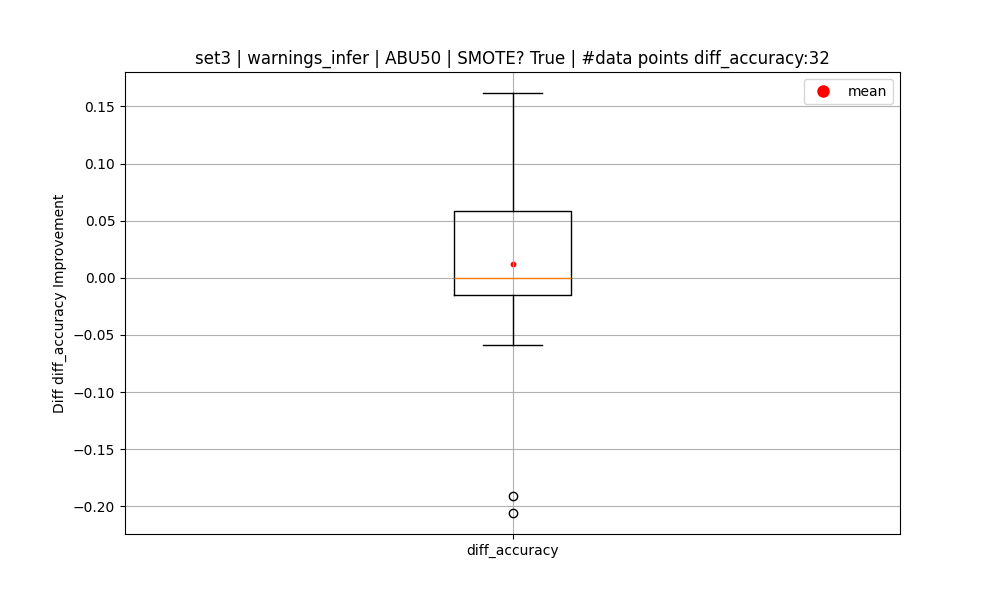 set3 | warnings_infer | ABU50 | SMOTE? True | #data points diff_accuracy:32
mean
0.15
0.10
0.05
0.00
−0.05
−0.10
−0.15
−0.20
Diff diff_accuracy Improvement
diff_accuracy